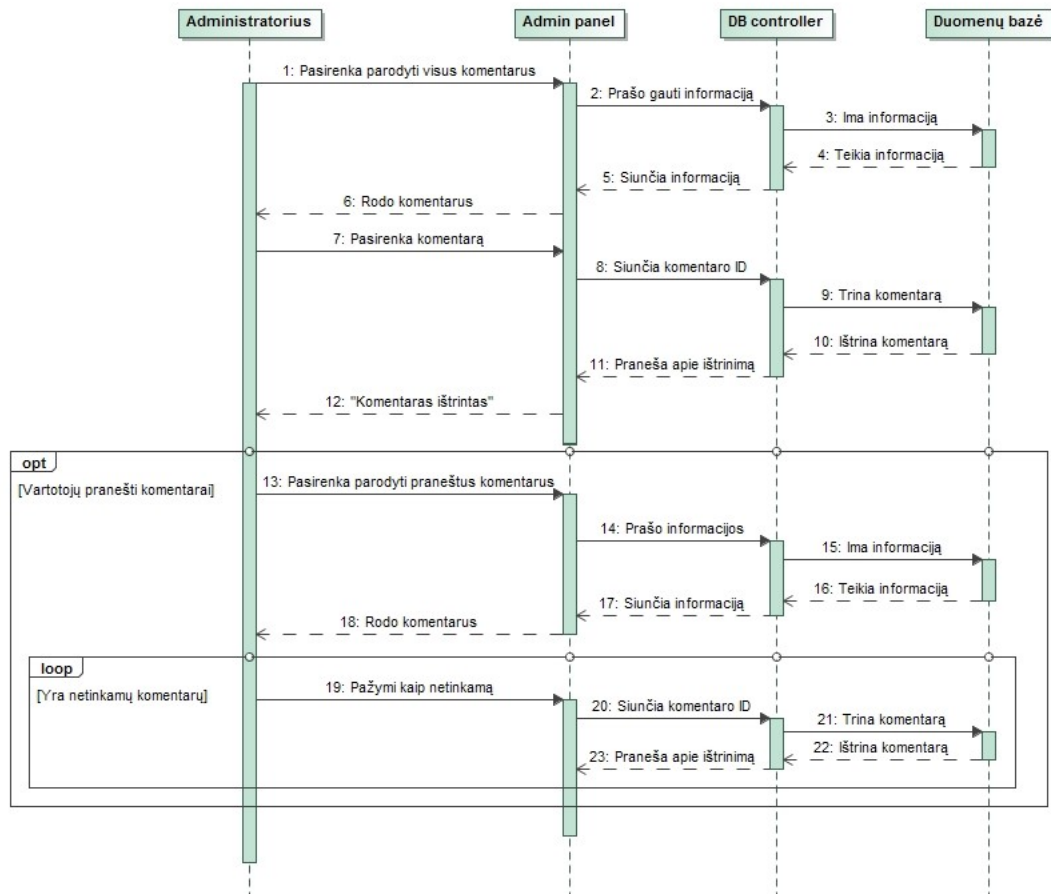 Administratorius
Admin panel
DB controller
Duomenų bazė
1: Pasirenka parodyti visus komentarus
2: Prašo gauti informaciją
3: Ima informaciją
4: Teikia informaciją
5: Siunčia informaciją
6: Rodo komentarus
7: Pasirenka komentarą
8: Siunčia komentaro ID
9: Trina komentarą
10: Ištrina komentarą
11: Praneša apie ištrinimą
12: "Komentaras ištrintas"
opt
[Vartotojų pranešti komentarai]
13: Pasirenka parodyti praneštus komentarus
14: Prašo informacijos
15: Ima informaciją
16: Teikia informaciją
17: Siunčia informaciją
18: Rodo komentarus
loop
[Yra netinkamų komentarų]
19: Pažymi kaip netinkamą
20: Siunčia komentaro ID
21: Trina komentarą
22: Ištrina komentarą
23: Praneša apie ištrinimą